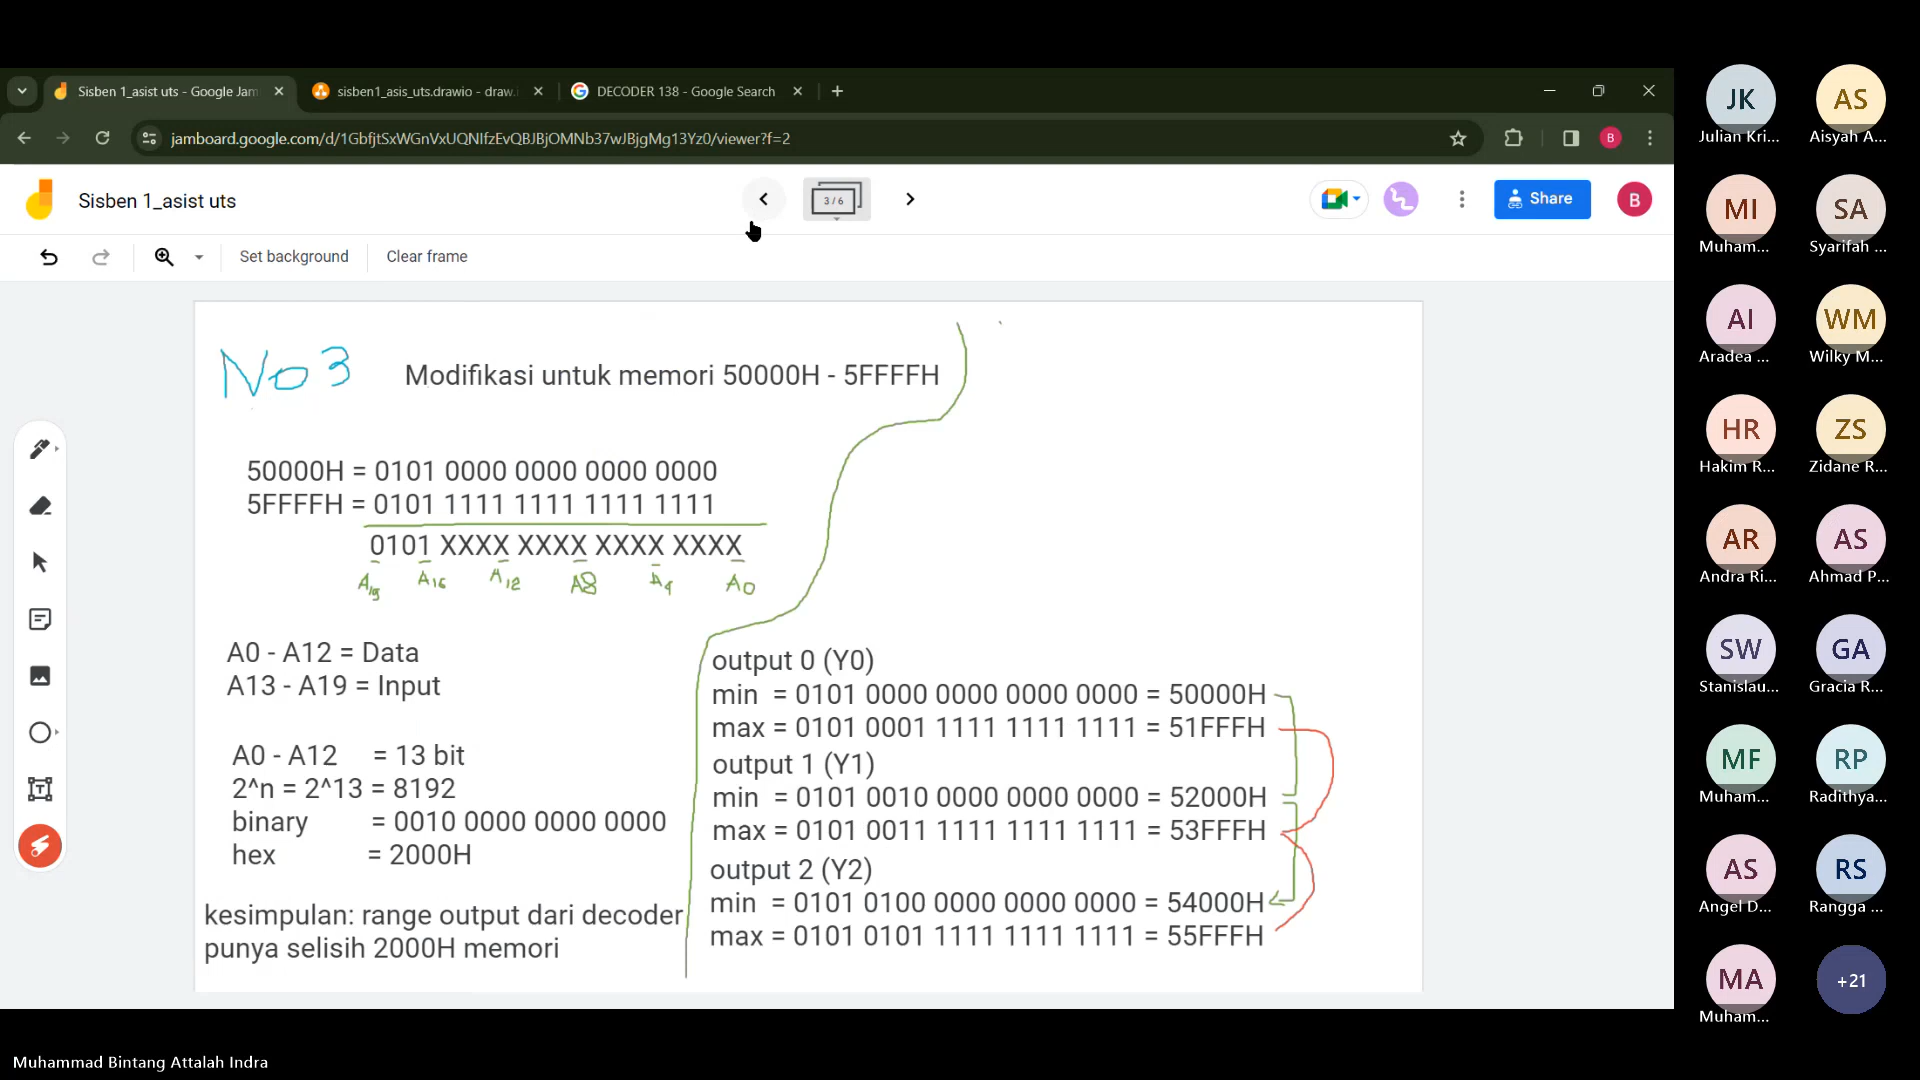 Sisben 1_asist uts - Google Jam
sisben1_asis_uts.drawio - draw.i
DECODER 138 - Google Search
jamboard.google.com/d/1GbfjtSxWGnVxUQNlfzEvQBJBjOMNb37wJBjgMg13Yz0/viewer?f=2
B
Sisben 1_asist uts
3 / 6
Share
B
Set background
Clear frame
No 3
Modifikasi untuk memori 50000H - 5FFFFH
50000H = 0101 0000 0000 0000 0000
5FFFFH = 0101 1111 1111 1111 1111
0101 XXXX XXXX XXXX XXXX
A19 A16 A12 A8 A4 A0
A0 - A12 = Data
A13 - A19 = Input
A0 - A12 = 13 bit
2^n = 2^13 = 8192
binary = 0010 0000 0000 0000
hex = 2000H
kesimpulan: range output dari decoder
punya selisih 2000H memori
output 0 (Y0)
min = 0101 0000 0000 0000 0000 = 50000H
max = 0101 0001 1111 1111 1111 = 51FFFH
output 1 (Y1)
min = 0101 0010 0000 0000 0000 = 52000H
max = 0101 0011 1111 1111 1111 = 53FFFH
output 2 (Y2)
min = 0101 0100 0000 0000 0000 = 54000H
max = 0101 0101 1111 1111 1111 = 55FFFH
JK
Julian Kri...
AS
Aisyah A...
MI
Muham...
SA
Syarifah ...
AI
Aradea ...
WM
Wilky M...
HR
Hakim R...
ZS
Zidane R...
AR
Andra Ri...
AS
Ahmad P...
SW
Stanislau...
GA
Gracia R...
MF
Muham...
RP
Radithya...
AS
Angel D...
RS
Rangga ...
MA
Muham...
+21
Muhammad Bintang Attalah Indra